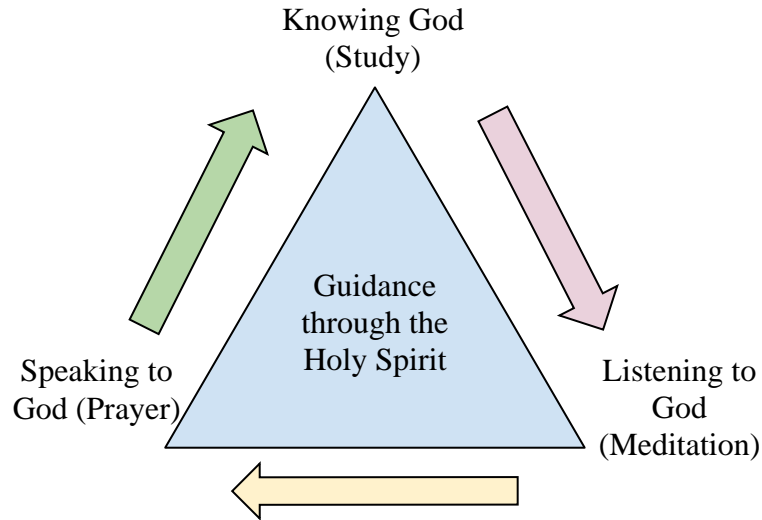 Knowing God
(Study)
Guidance
through the
Holy Spirit
Speaking to
God (Prayer)
Listening to
God
(Meditation)